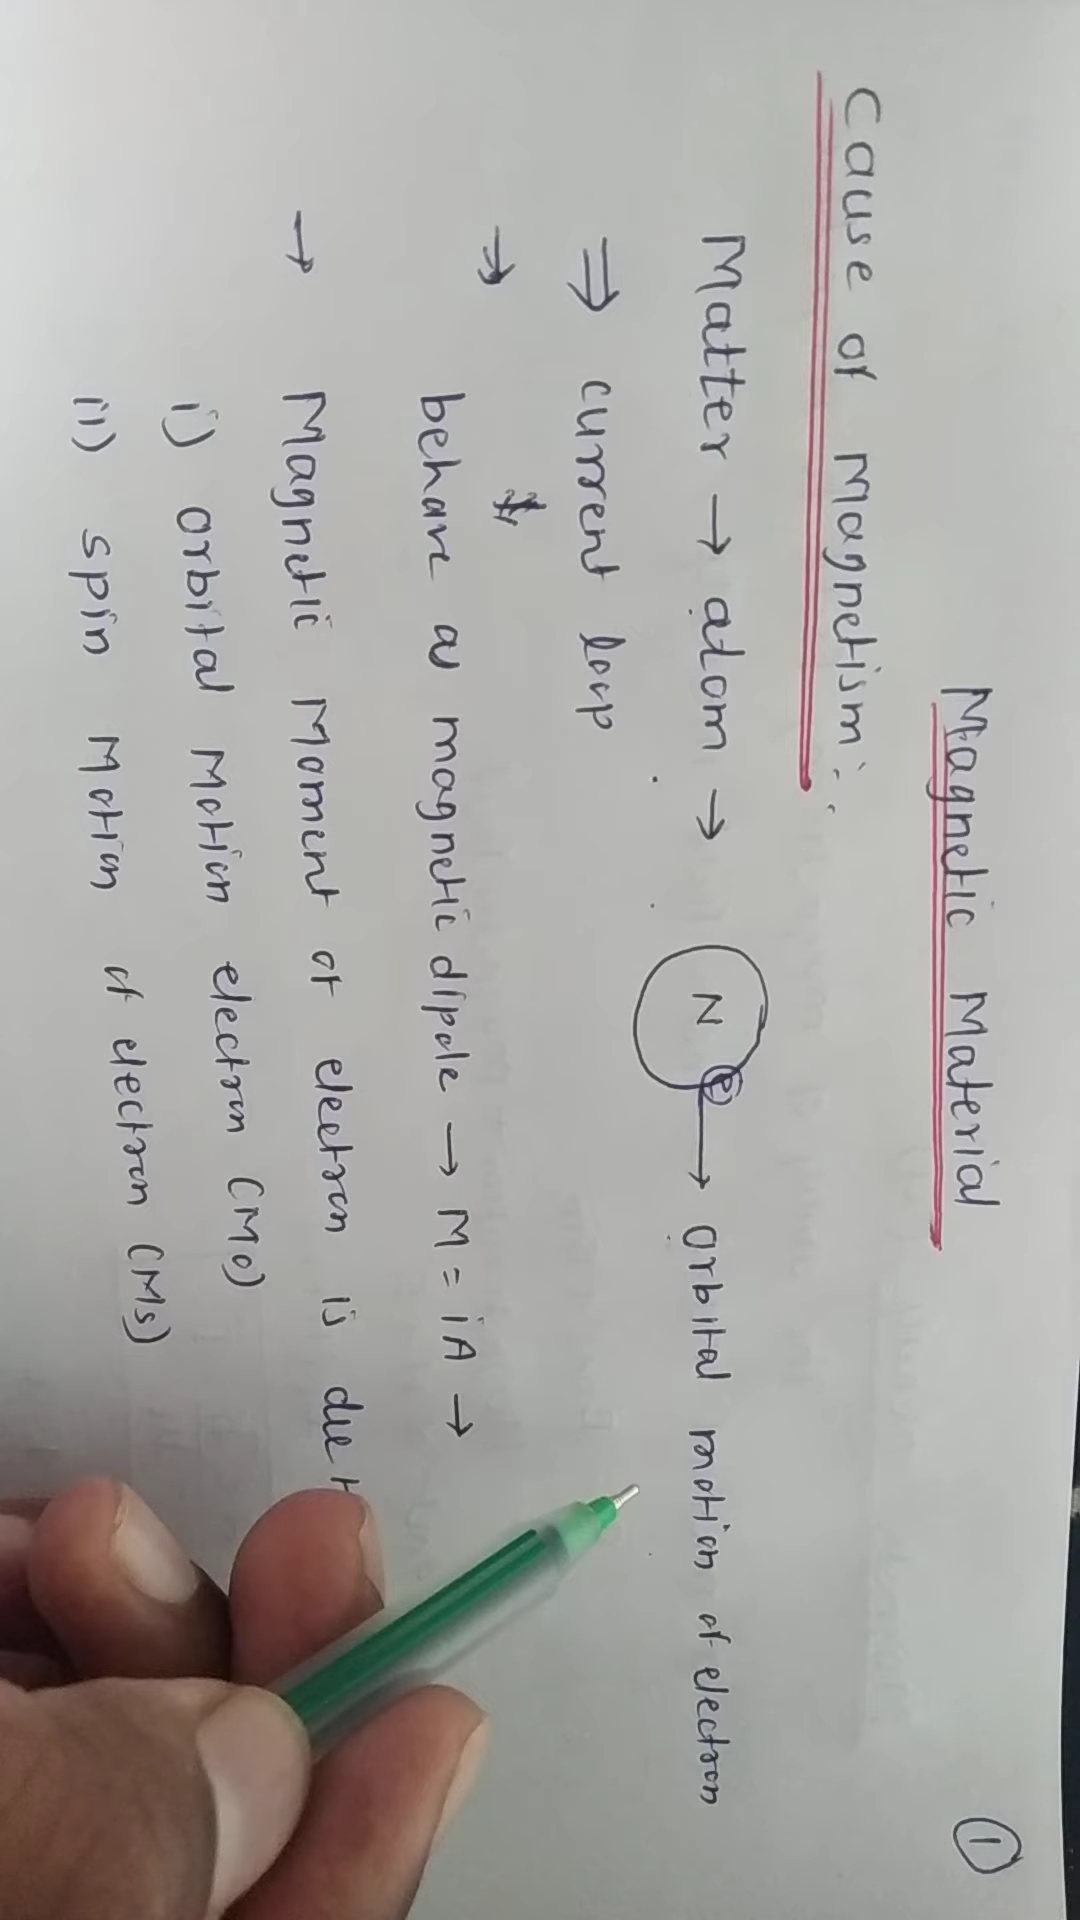 Magnetic Material
1
Cause of Magnetism:
Matter → atom → N e → orbital motion of electron
⇒ current loop
→
behave as magnetic dipole → M = iA →
→ Magnetic Moment of electron is due t
i) orbital Motion electron (Mo)
ii) spin Motion of electron (Ms)